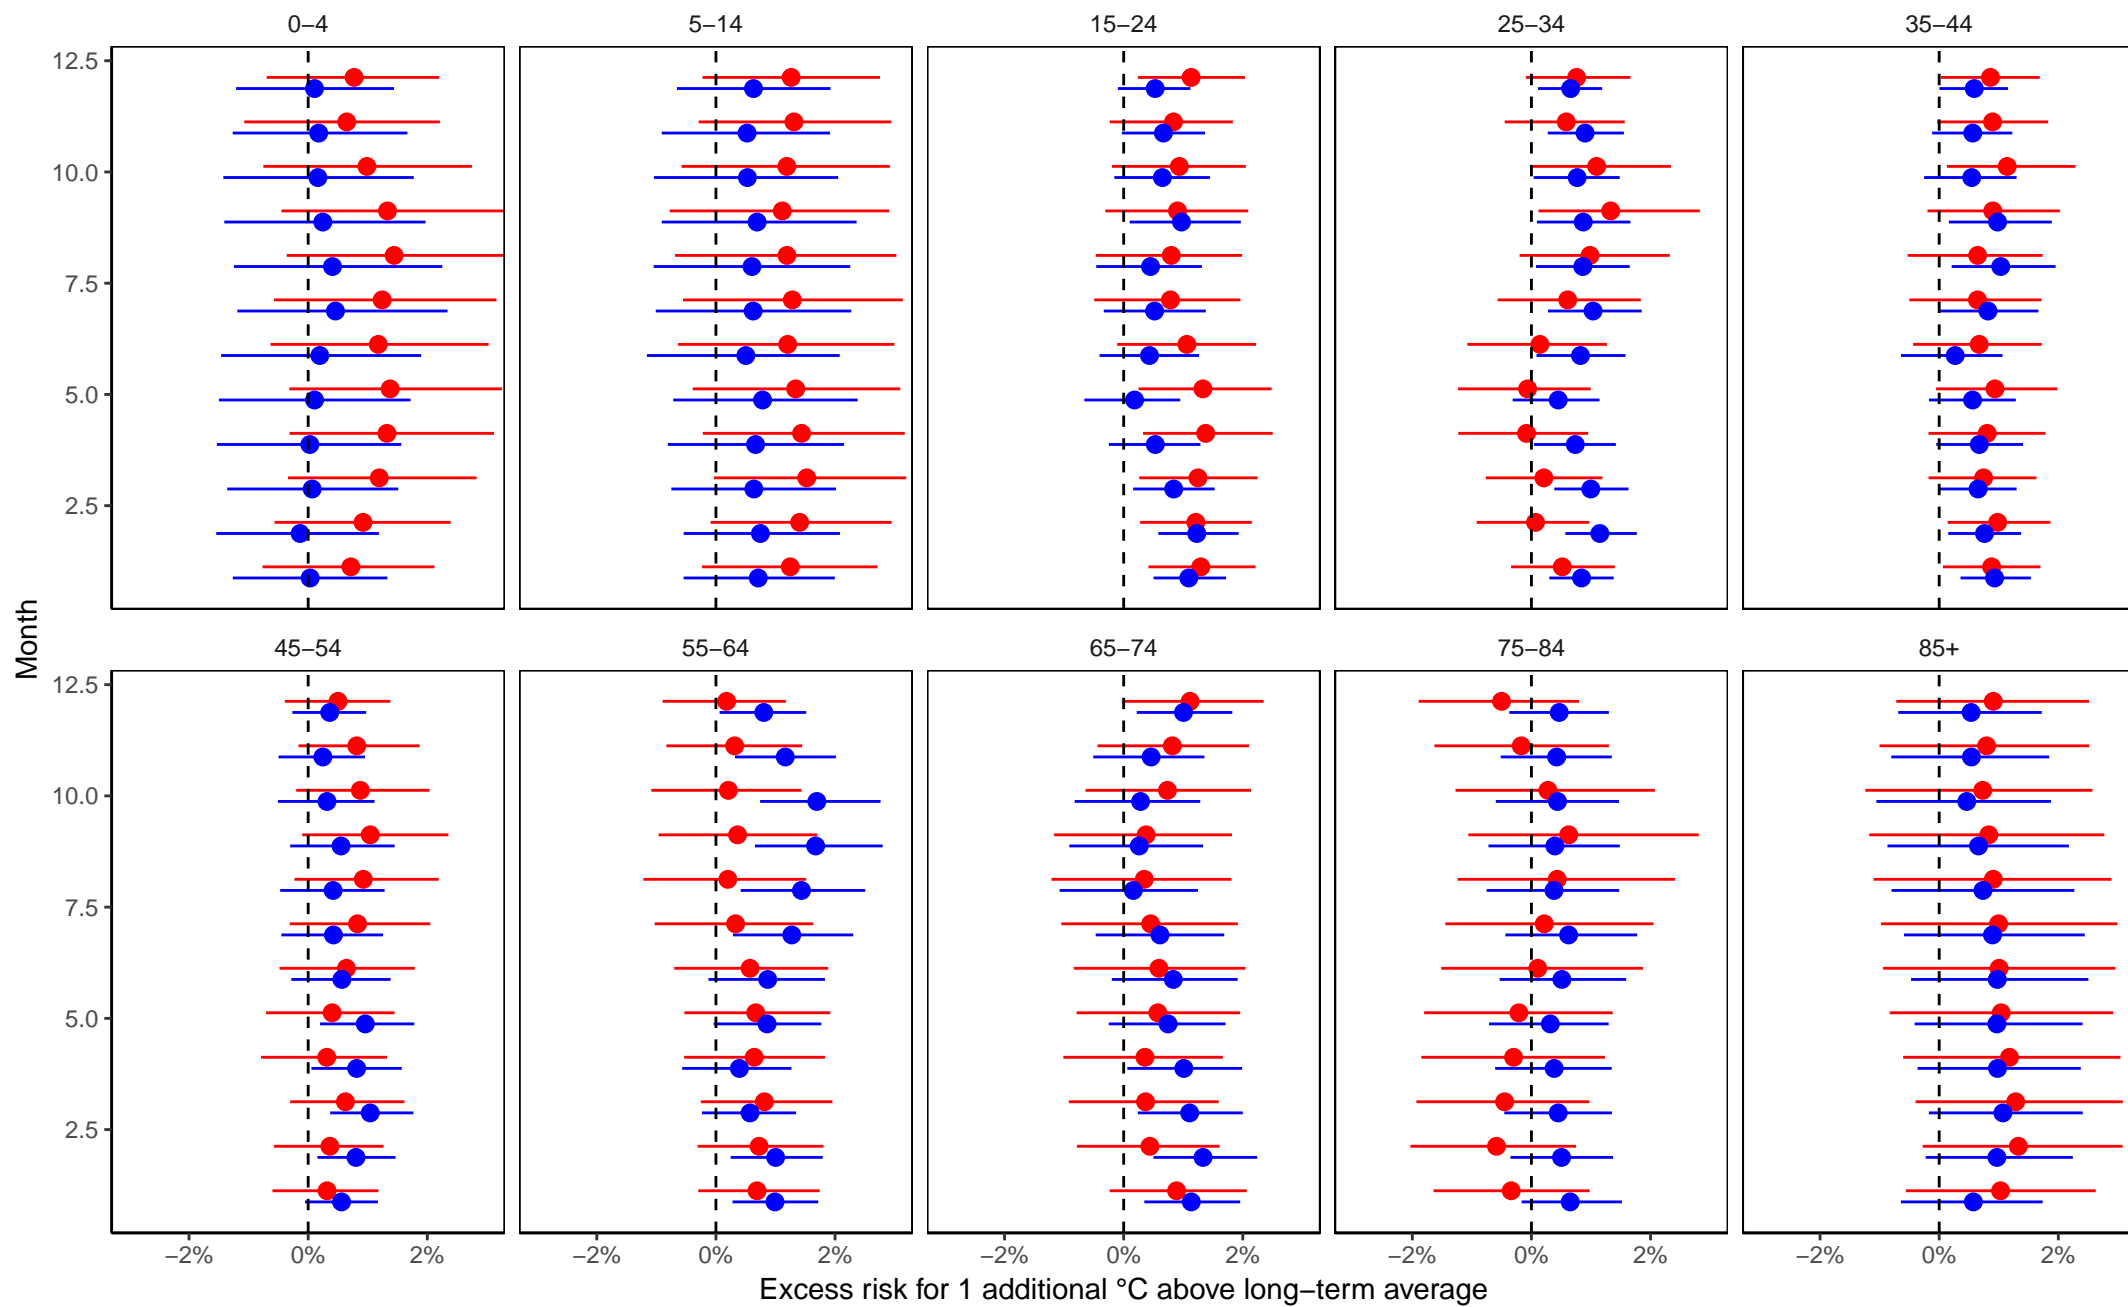 0–4 5–14 15–24 25–34 35–44
12.5
10.0
7.5
5.0
2.5
Month
45–54 55–64 65–74 75–84 85+
12.5
10.0
7.5
5.0
2.5
−2% 0% 2% −2% 0% 2% −2% 0% 2% −2% 0% 2% −2% 0% 2%
Excess risk for 1 additional °C above long–term average